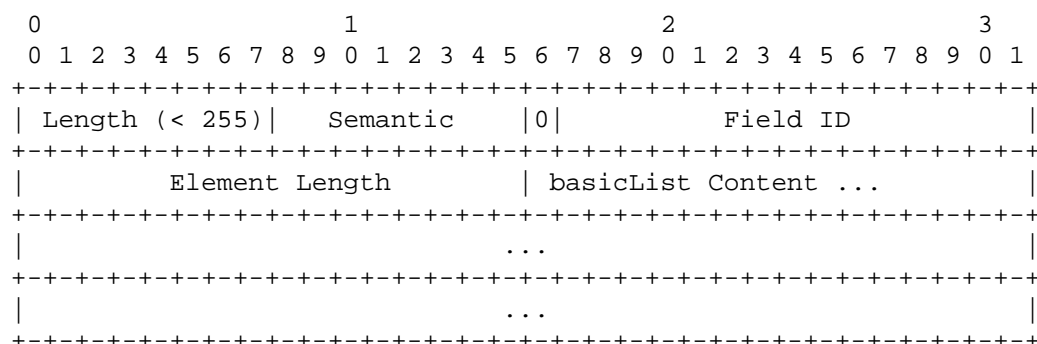 0                   1                   2                   3
 0 1 2 3 4 5 6 7 8 9 0 1 2 3 4 5 6 7 8 9 0 1 2 3 4 5 6 7 8 9 0 1
+-+-+-+-+-+-+-+-+-+-+-+-+-+-+-+-+-+-+-+-+-+-+-+-+-+-+-+-+-+-+-+-+
| Length (< 255)|   Semantic    |0|          Field ID           |
+-+-+-+-+-+-+-+-+-+-+-+-+-+-+-+-+-+-+-+-+-+-+-+-+-+-+-+-+-+-+-+-+
|         Element Length        | basicList Content ...         |
+-+-+-+-+-+-+-+-+-+-+-+-+-+-+-+-+-+-+-+-+-+-+-+-+-+-+-+-+-+-+-+-+
|                              ...                              |
+-+-+-+-+-+-+-+-+-+-+-+-+-+-+-+-+-+-+-+-+-+-+-+-+-+-+-+-+-+-+-+-+
|                              ...                              |
+-+-+-+-+-+-+-+-+-+-+-+-+-+-+-+-+-+-+-+-+-+-+-+-+-+-+-+-+-+-+-+-+